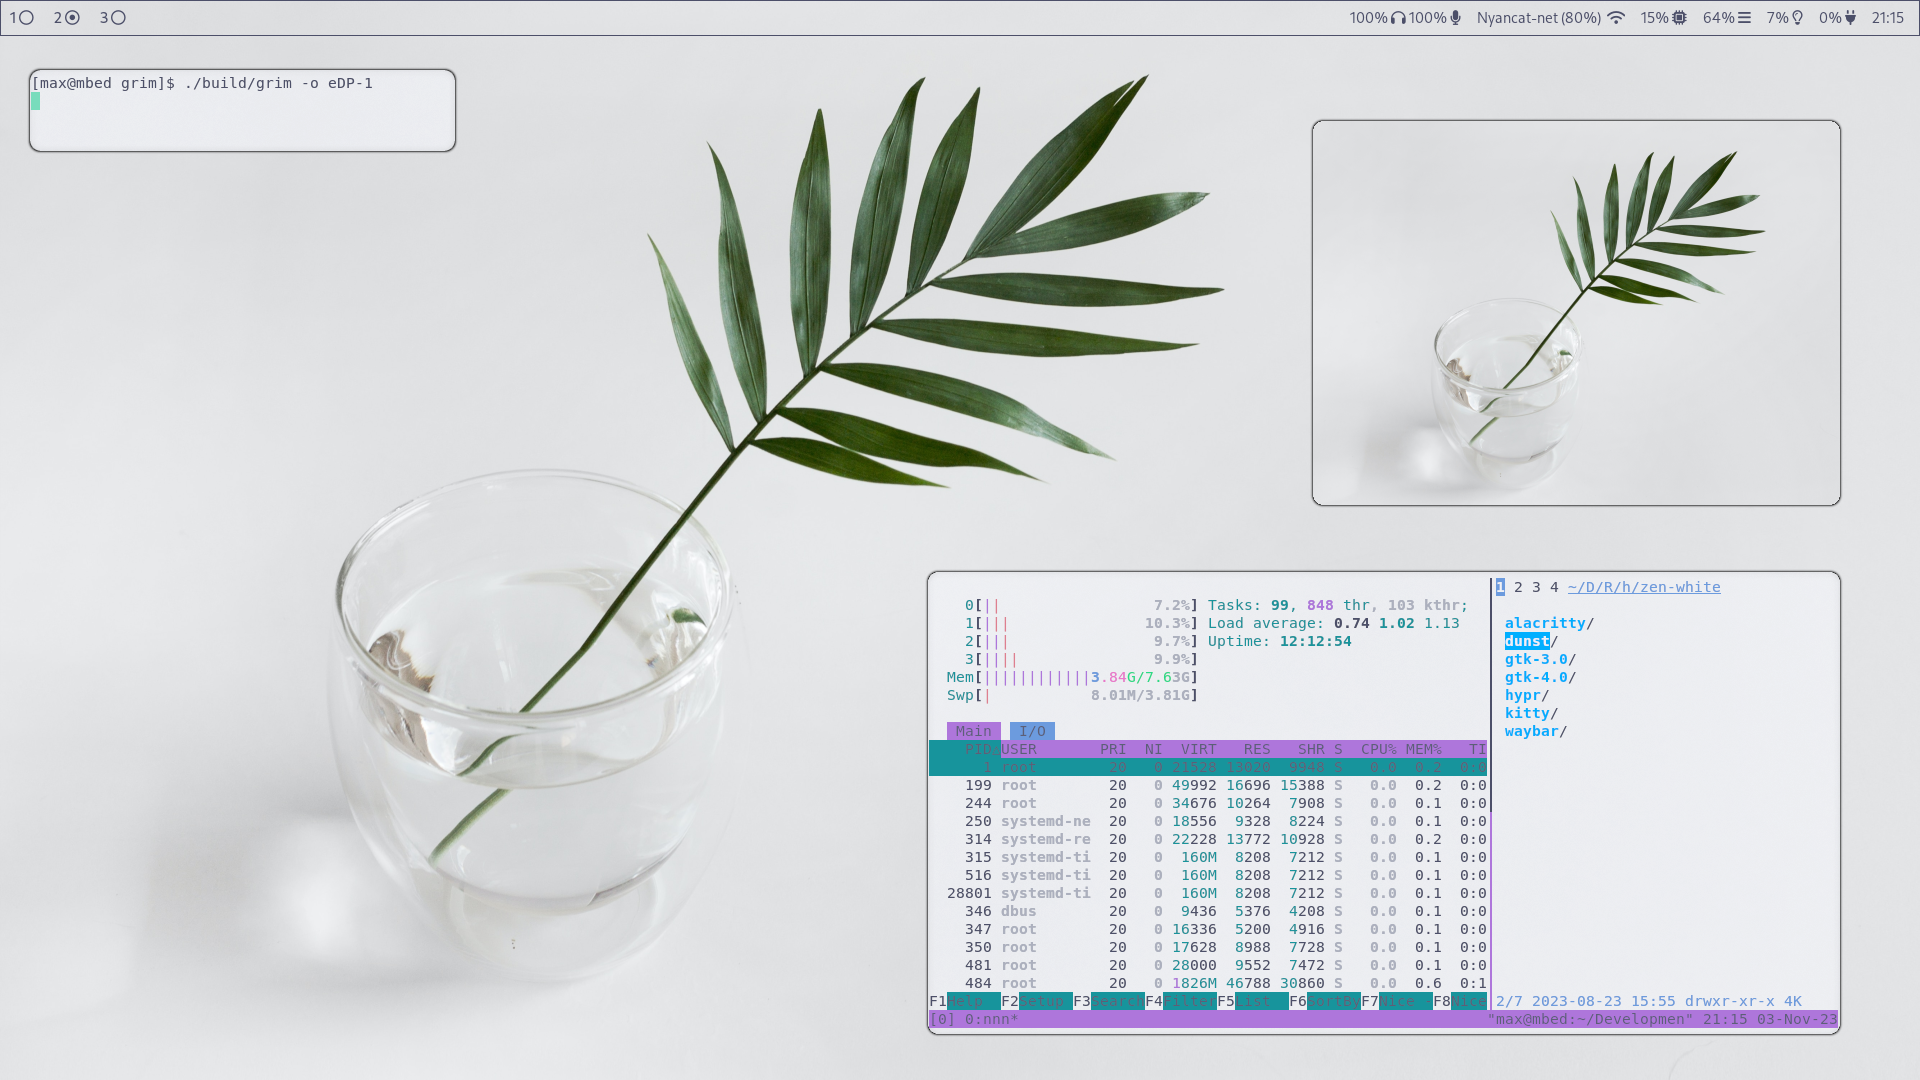 1 2 3 100% 100% Nyancat-net (80%) 15% 64% 7% 0% 21:15
[max@mbed grim]$ ./build/grim -o eDP-1
0[|| 7.2%] Tasks: 99, 848 thr, 103 kthr;
1[||| 10.3%] Load average: 0.74 1.02 1.13
2[||| 9.7%] Uptime: 12:12:54
3[|||| 9.9%]
Mem[||||||||||||3.84G/7.63G]
Swp[| 8.01M/3.81G]
Main I/O
PID USER PRI NI VIRT RES SHR S CPU% MEM% TI
1 root 20 0 21528 13020 9948 S 0.0 0.2 0:0
199 root 20 0 49992 16696 15388 S 0.0 0.2 0:0
244 root 20 0 34676 10264 7908 S 0.0 0.1 0:0
250 systemd-ne 20 0 18556 9328 8224 S 0.0 0.1 0:0
314 systemd-re 20 0 22228 13772 10928 S 0.0 0.2 0:0
315 systemd-ti 20 0 160M 8208 7212 S 0.0 0.1 0:0
516 systemd-ti 20 0 160M 8208 7212 S 0.0 0.1 0:0
28801 systemd-ti 20 0 160M 8208 7212 S 0.0 0.1 0:0
346 dbus 20 0 9436 5376 4208 S 0.0 0.1 0:0
347 root 20 0 16336 5200 4916 S 0.0 0.1 0:0
350 root 20 0 17628 8988 7728 S 0.0 0.1 0:0
481 root 20 0 28000 9552 7472 S 0.0 0.1 0:0
484 root 20 0 1826M 46788 30860 S 0.0 0.6 0:1
F1Help F2Setup F3SearchF4FilterF5List F6SortByF7Nice -F8Nice
1 2 3 4 ~/D/R/h/zen-white
alacritty/
dunst/
gtk-3.0/
gtk-4.0/
hypr/
kitty/
waybar/
2/7 2023-08-23 15:55 drwxr-xr-x 4K
[0] 0:nnn* "max@mbed:~/Developmen" 21:15 03-Nov-23